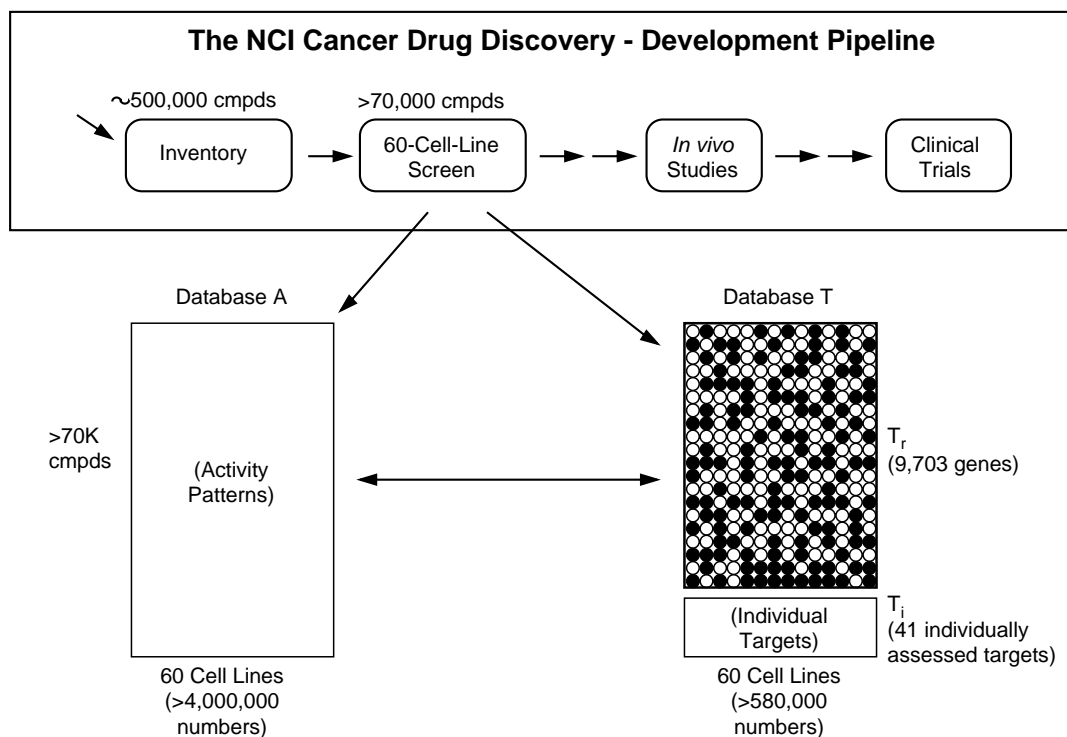 The NCI Cancer Drug Discovery - Development Pipeline
~500,000 cmpds
>70,000 cmpds
Inventory
60-Cell-Line
Screen
In vivo
Studies
Clinical
Trials
Database A
Database T
>70K
cmpds
(Activity
Patterns)
Tr
(9,703 genes)
(Individual
Targets)
Ti
(41 individually
assessed targets)
60 Cell Lines
(>4,000,000
numbers)
60 Cell Lines
(>580,000
numbers)